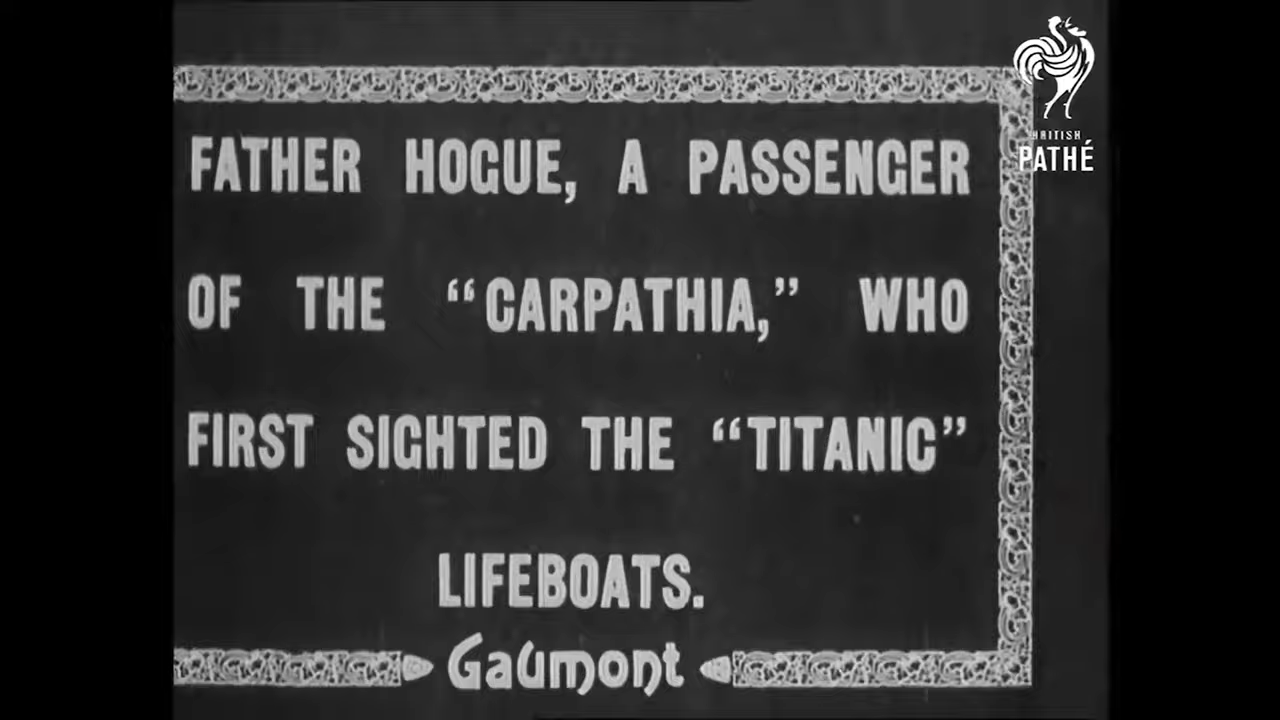 FATHER HOGUE, A PASSENGER
OF THE "CARPATHIA," WHO
FIRST SIGHTED THE "TITANIC"
LIFEBOATS.
Gaumont
BRITISH
PATHÉ